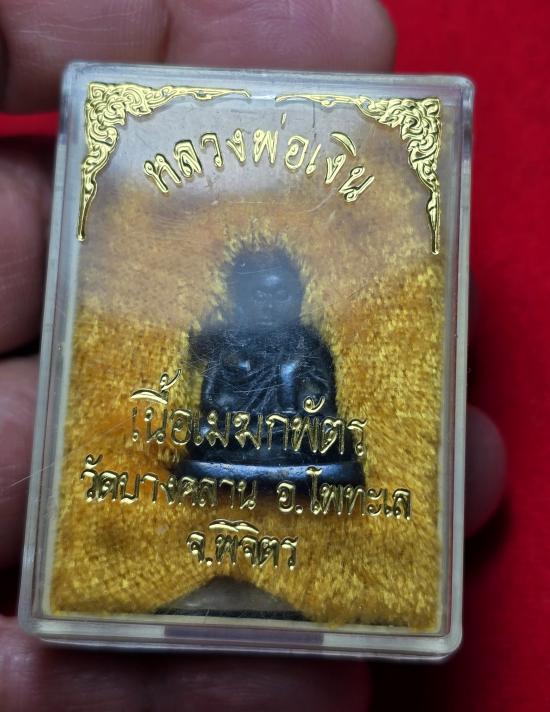 หลวงพ่อเงิน
เนื้อเมฆกพัตร
วัดบางคลาน อ.โพทะเล
จ.พิจิตร